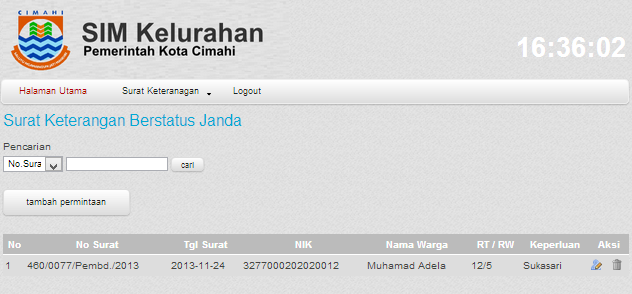 CIMAHI
SIM Kelurahan
Pemerintah Kota Cimahi
16:36:02
Halaman Utama Surat Keteranagan Logout
Surat Keterangan Berstatus Janda
Pencarian
No.Sura cari
tambah permintaan
No No Surat Tgl Surat NIK Nama Warga RT / RW Keperluan Aksi
1 460/0077/Pembd./2013 2013-11-24 3277000202020012 Muhamad Adela 12/5 Sukasari